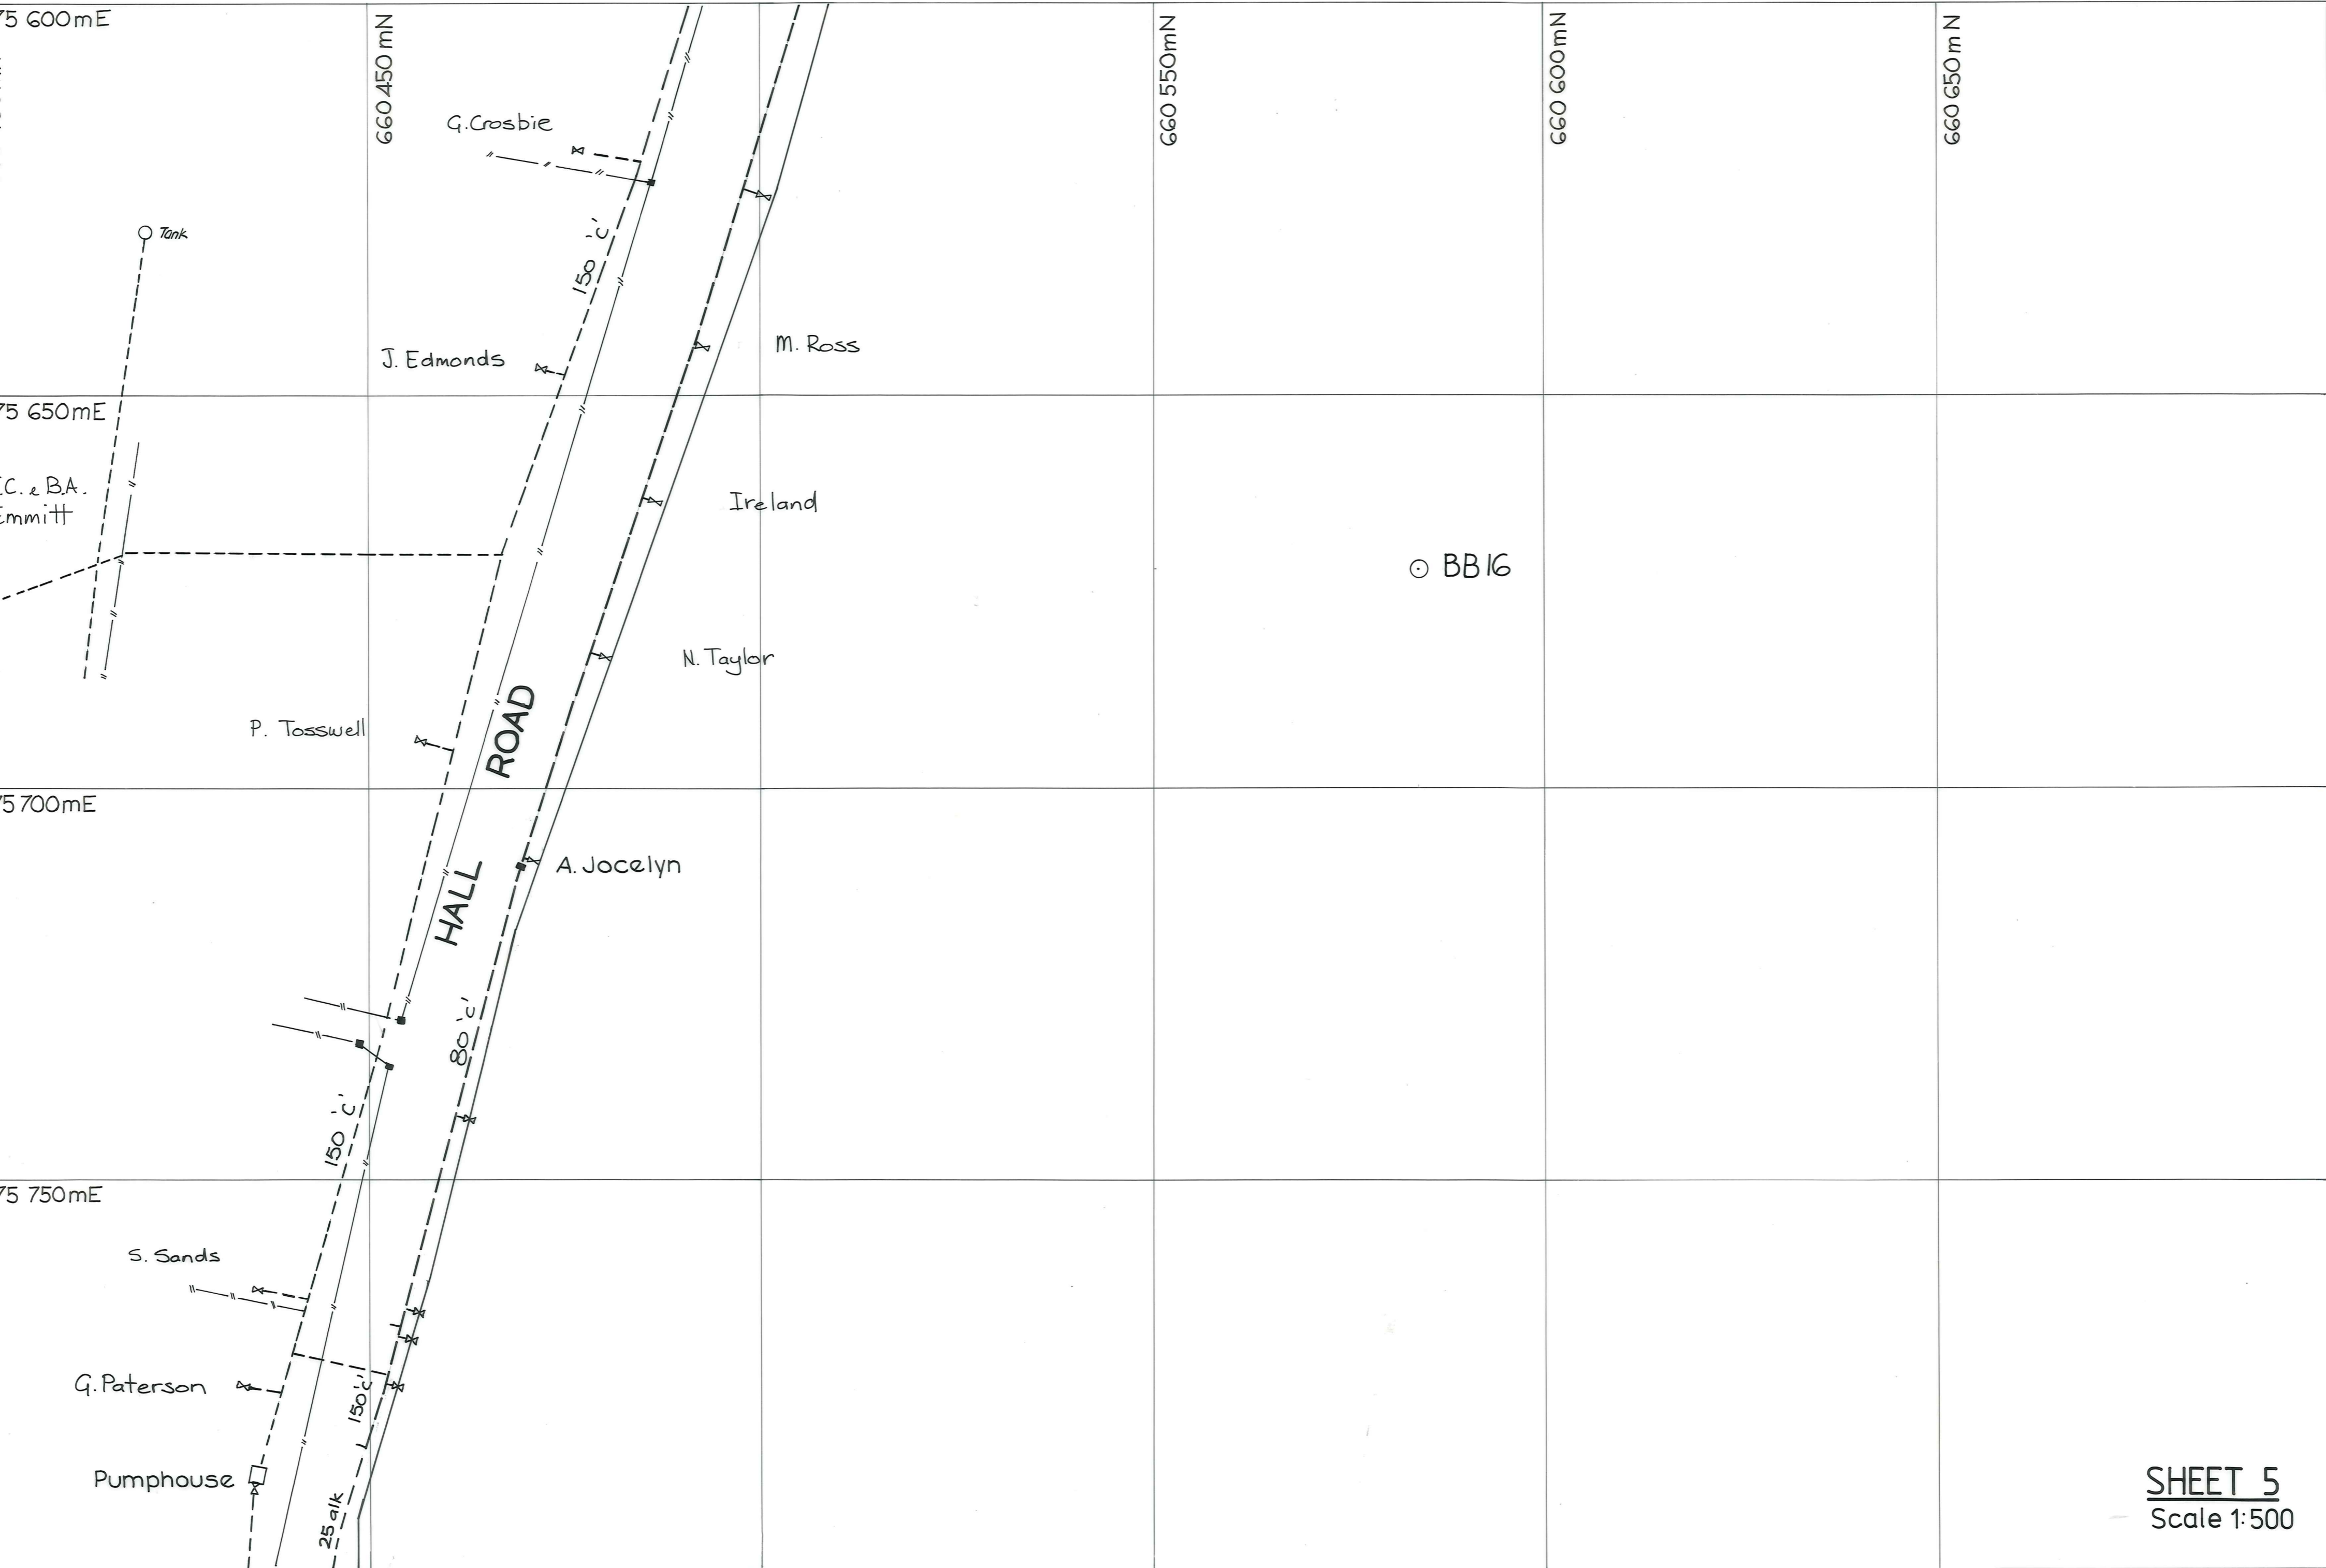 75 600mE
660 450 mN
660 550mN
660 600mN
660 650mN
G.Crosbie
Tank
150 'c'
J. Edmonds
M. Ross
75 650mE
C. & B.A.
Emmitt
Ireland
BB16
N. Taylor
P. Tosswell
HALL ROAD
75 700mE
A. Jocelyn
80 'c'
150 'c'
75 750mE
S. Sands
G.Paterson
150 'c'
Pumphouse
25 alk
SHEET 5
Scale 1:500